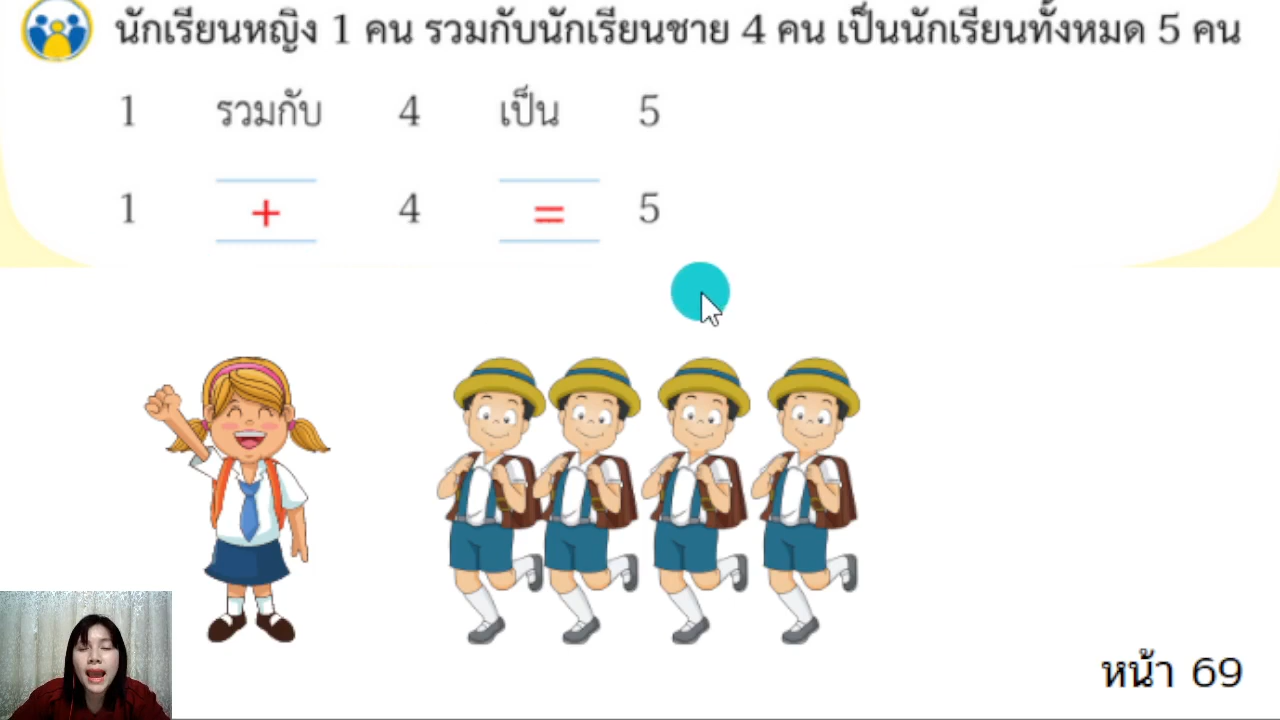 นักเรียนหญิง 1 คน รวมกับนักเรียนชาย 4 คน เป็นนักเรียนทั้งหมด 5 คน
1 รวมกับ 4 เป็น 5
1 + 4 = 5
หน้า 69